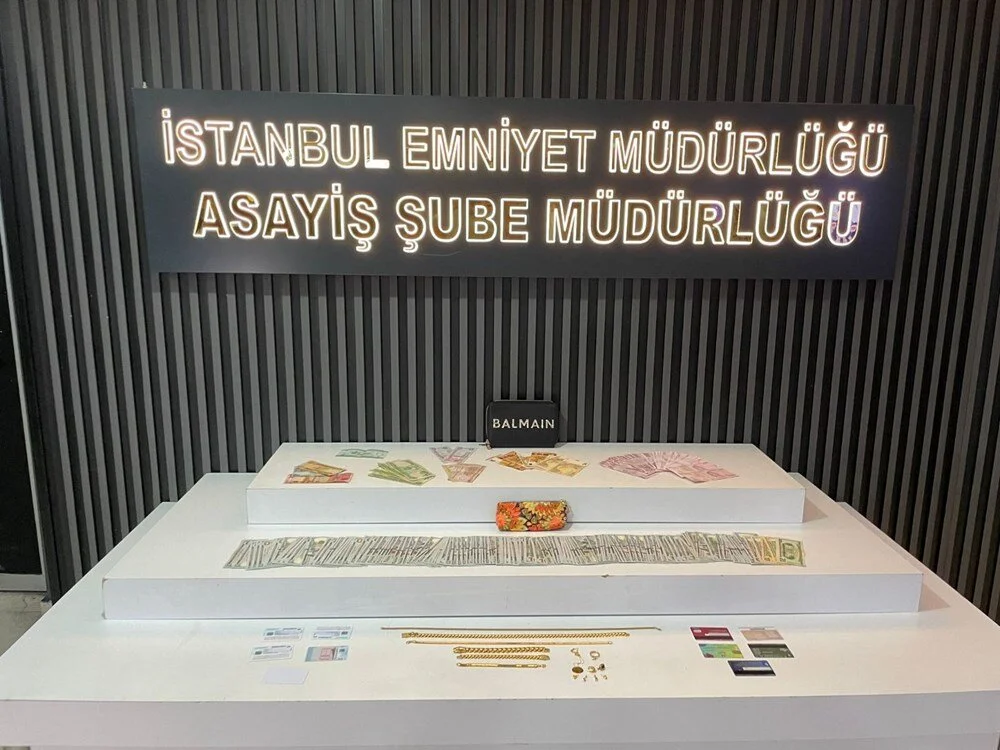 İSTANBUL EMNİYET MÜDÜRLÜĞÜ
ASAYİŞ ŞUBE MÜDÜRLÜĞÜ
BALMAIN